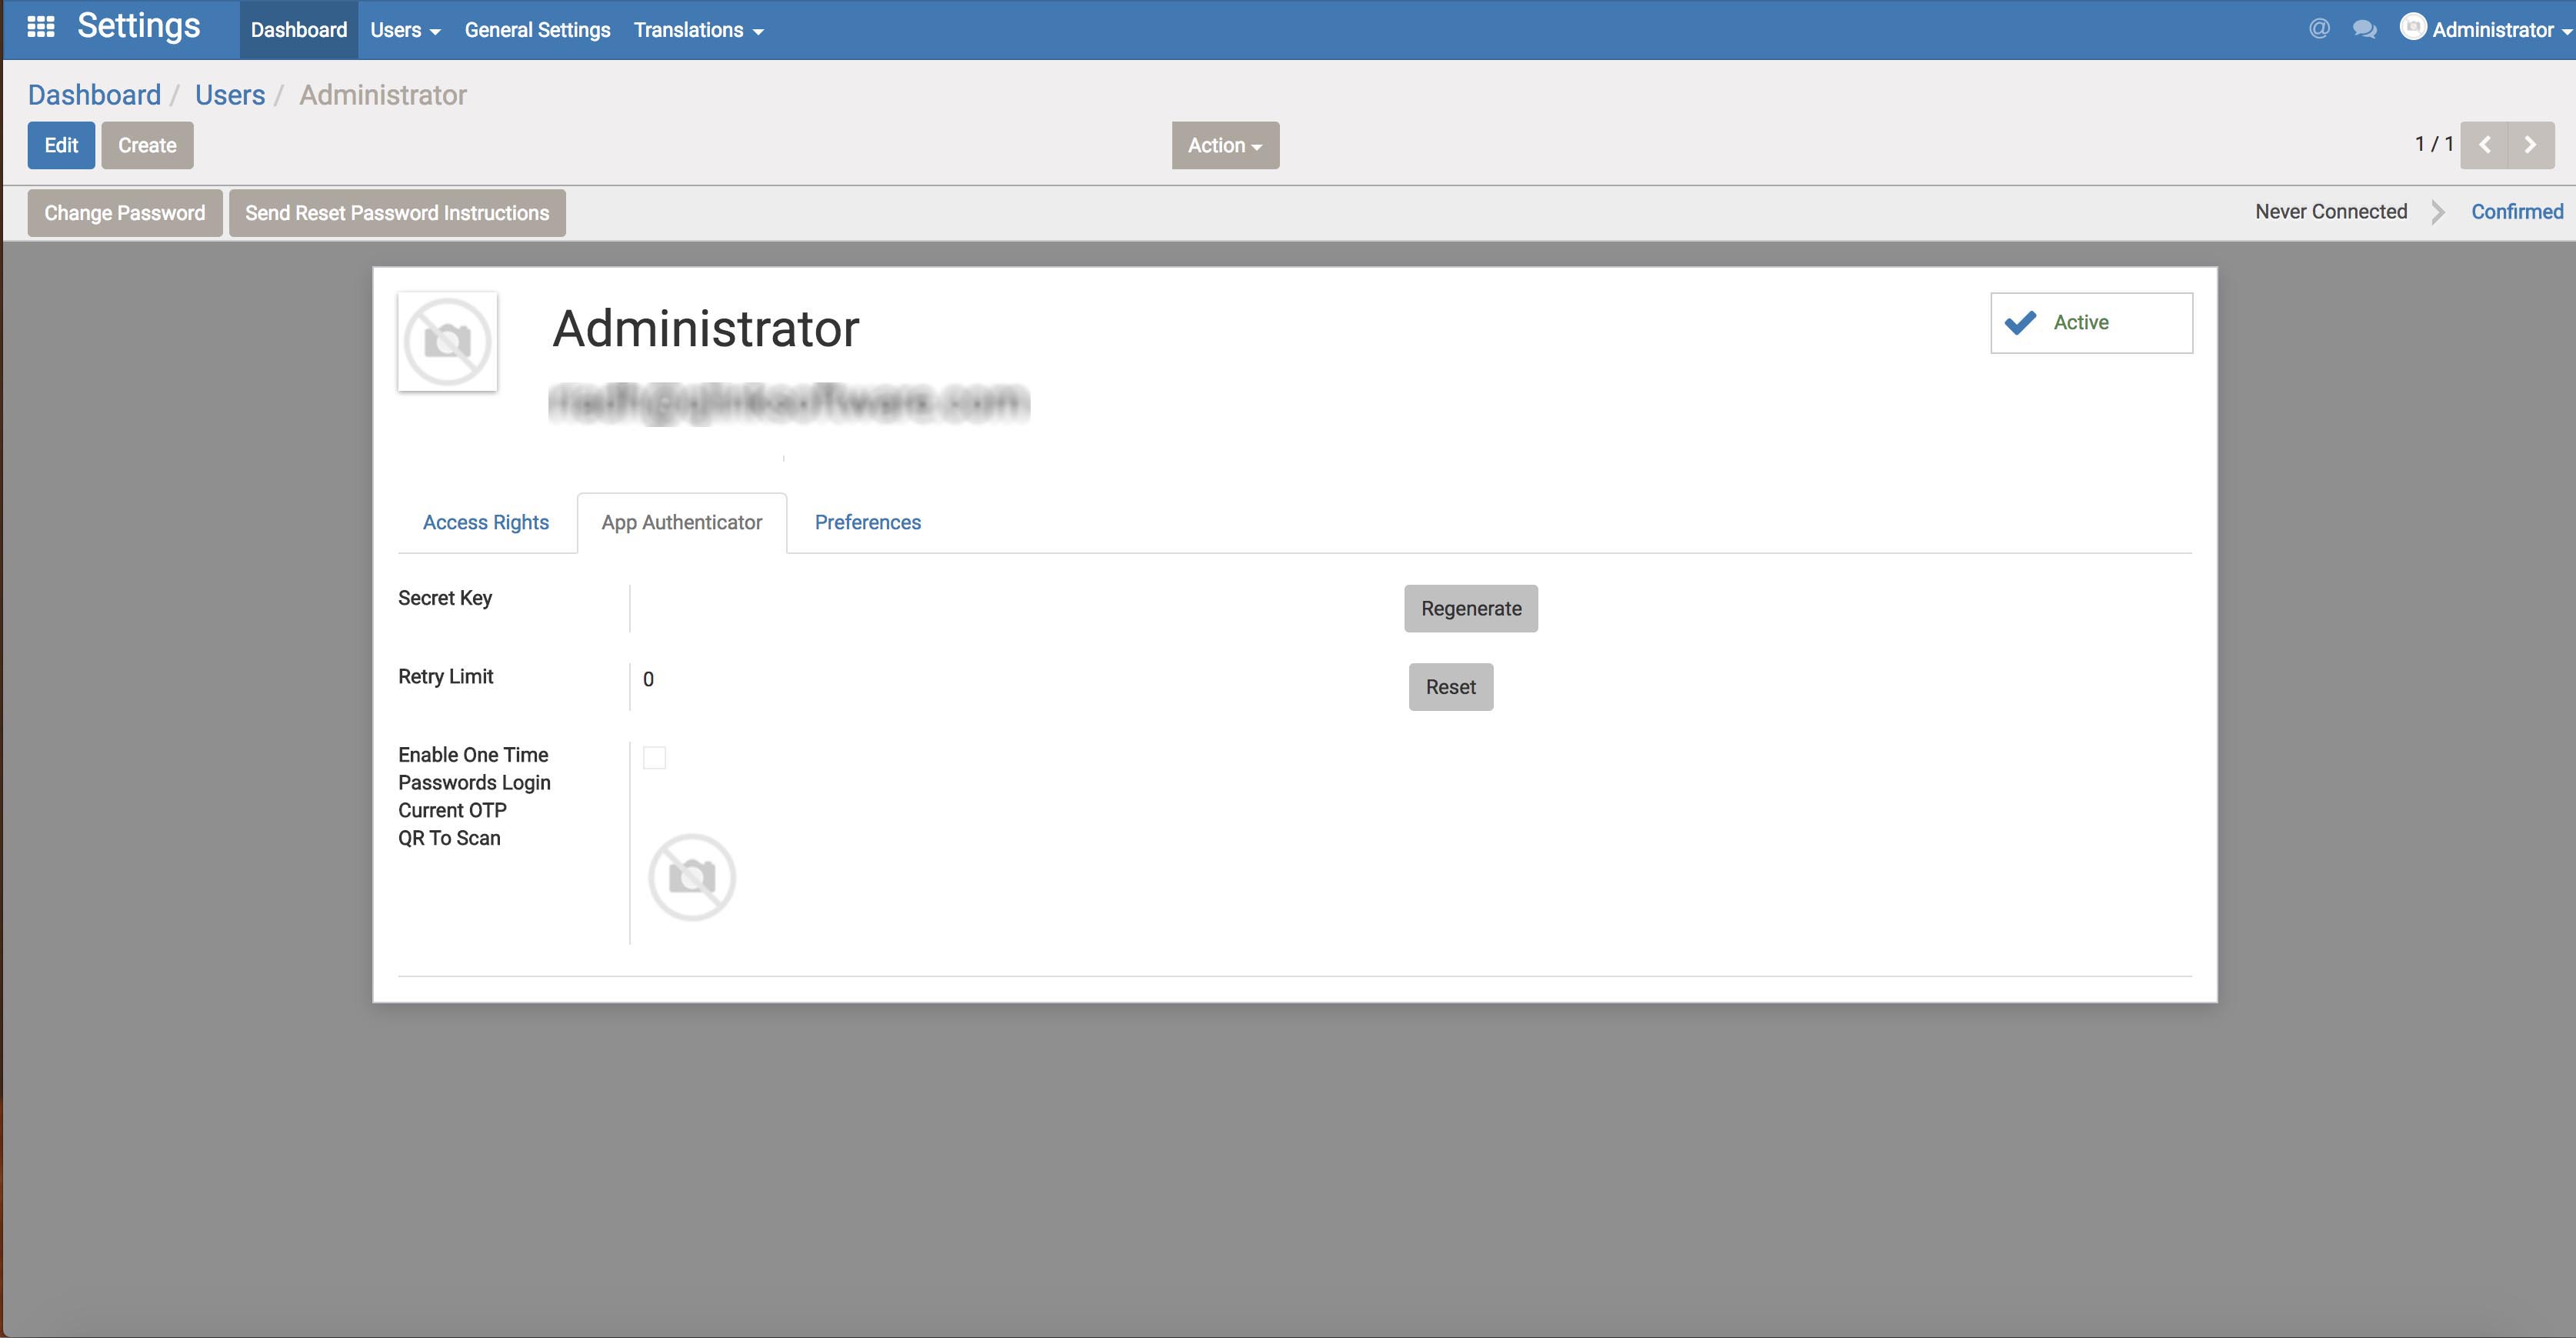 Settings Dashboard Users General Settings Translations @ Administrator
Dashboard / Users / Administrator
Edit Create Action 1 / 1
Change Password Send Reset Password Instructions Never Connected Confirmed
Administrator
Active
Access Rights App Authenticator Preferences
Secret Key Regenerate
Retry Limit 0 Reset
Enable One Time
Passwords Login
Current OTP
QR To Scan